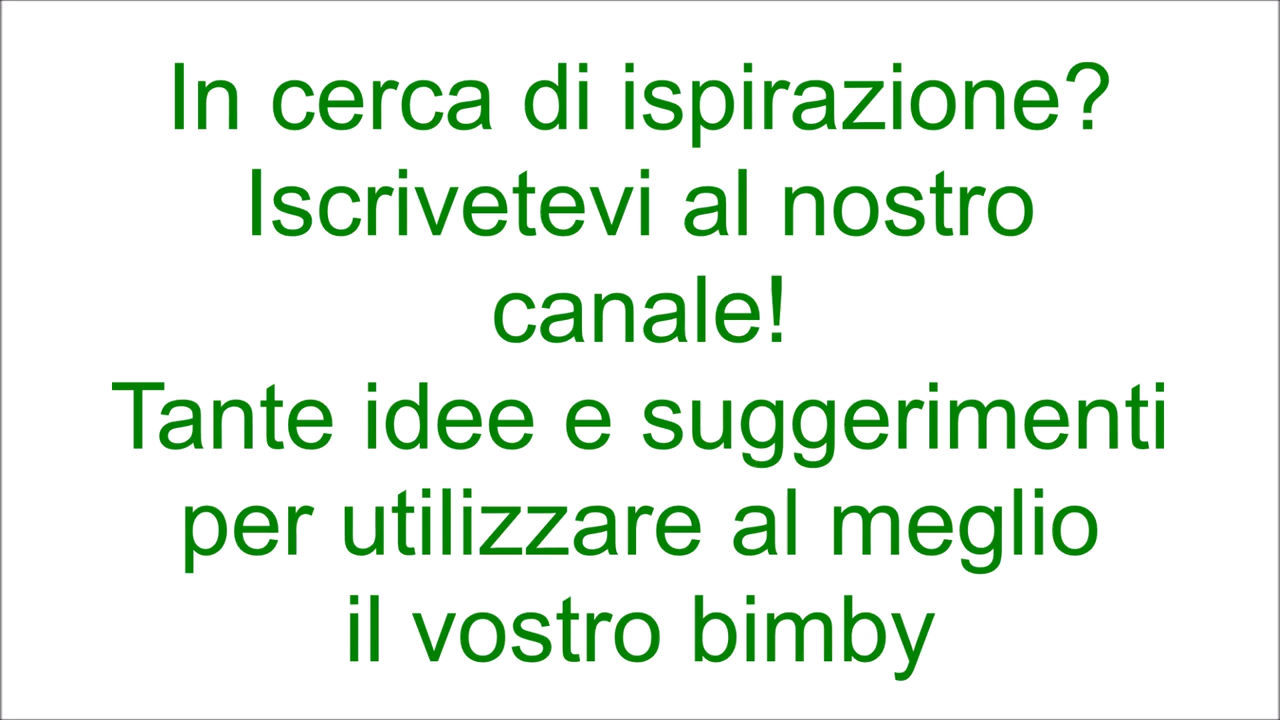 In cerca di ispirazione?
Iscrivetevi al nostro
canale!
Tante idee e suggerimenti
per utilizzare al meglio
il vostro bimby